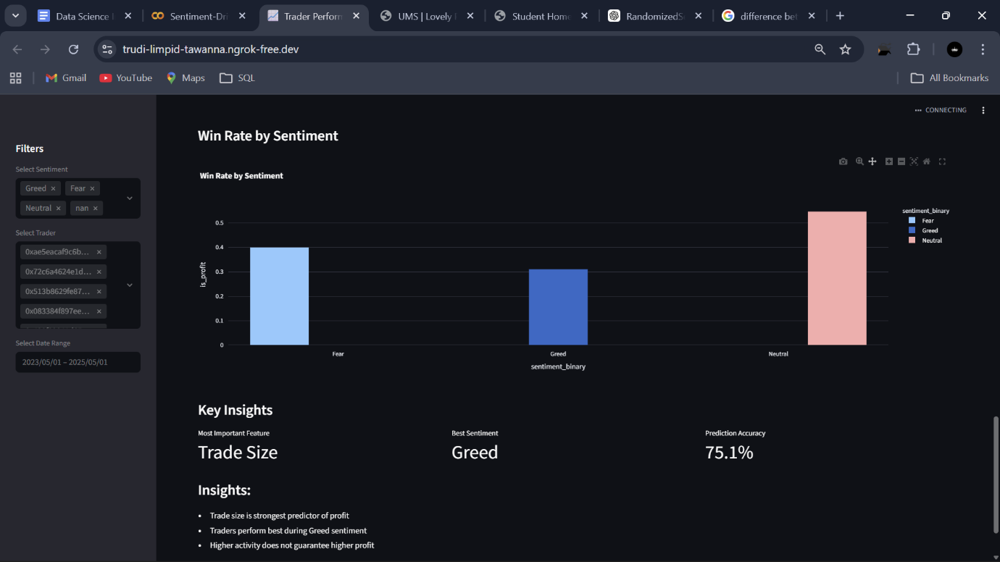 Data Science
Sentiment-Dri
Trader Perforn
UMS | Lovely
Student Home
RandomizedS
difference bet
trudi-limpid-tawanna.ngrok-free.dev
Gmail
YouTube
Maps
SQL
All Bookmarks
CONNECTING
Filters
Select Sentiment
Greed ×
Fear ×
Neutral ×
nan ×
Select Trader
0xae5eacaf9c6b... ×
0x72c6a4624e1d... ×
0x513b8629fe87... ×
0x083384f897ee... ×
Select Date Range
2023/05/01 – 2025/05/01
Win Rate by Sentiment
Win Rate by Sentiment
0.5
0.4
0.3
0.2
0.1
0
is_profit
Fear
Greed
Neutral
sentiment_binary
sentiment_binary
Fear
Greed
Neutral
Key Insights
Most Important Feature
Trade Size
Best Sentiment
Greed
Prediction Accuracy
75.1%
Insights:
• Trade size is strongest predictor of profit
• Traders perform best during Greed sentiment
• Higher activity does not guarantee higher profit